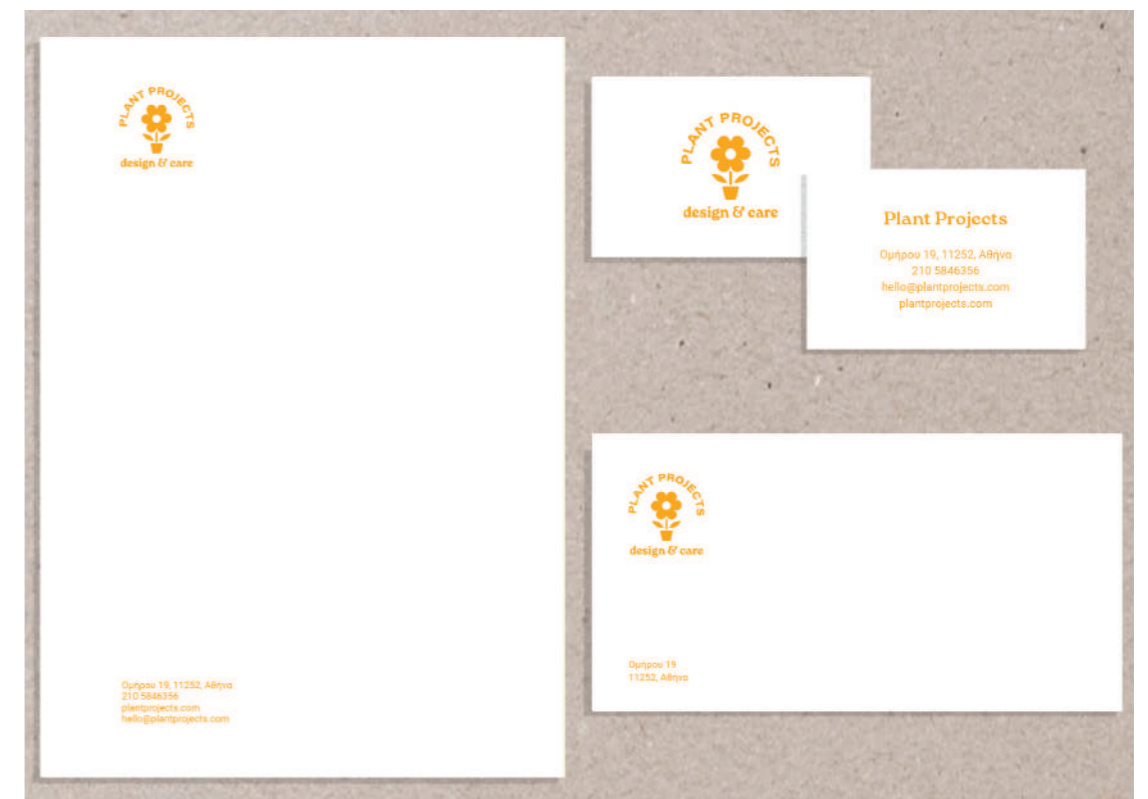 PLANT PROJECTS
design & care
Ομήρου 19, 11252, Αθήνα
210 5846356
plantprojects.com
hello@plantprojects.com
PLANT PROJECTS
design & care
Plant Projects
Ομήρου 19, 11252, Αθήνα
210 5846356
hello@plantprojects.com
plantprojects.com
PLANT PROJECTS
design & care
Ομήρου 19
11252, Αθήνα